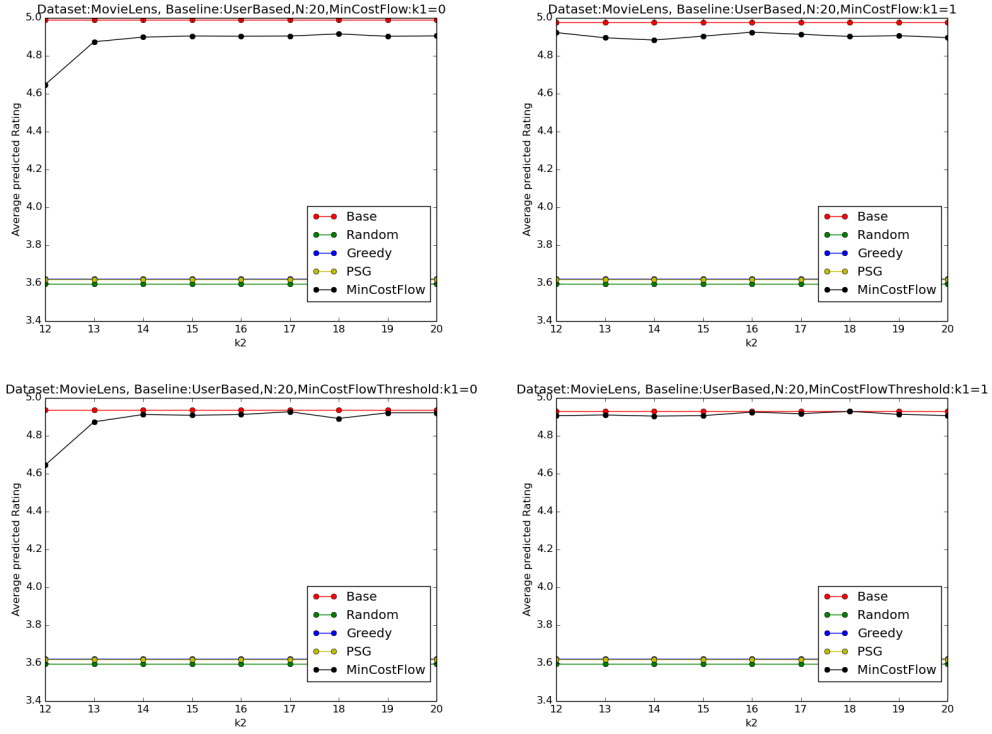 Dataset:MovieLens, Baseline:UserBased,N:20,MinCostFlow:k1=0
5.0
4.8
4.6
4.4
4.2
4.0
3.8
3.6
3.4
Average predicted Rating
Base
Random
Greedy
PSG
MinCostFlow
12 13 14 15 16 17 18 19 20
k2
Dataset:MovieLens, Baseline:UserBased,N:20,MinCostFlow:k1=1
5.0
4.8
4.6
4.4
4.2
4.0
3.8
3.6
3.4
Average predicted Rating
Base
Random
Greedy
PSG
MinCostFlow
12 13 14 15 16 17 18 19 20
k2
Dataset:MovieLens, Baseline:UserBased,N:20,MinCostFlowThreshold:k1=0
5.0
4.8
4.6
4.4
4.2
4.0
3.8
3.6
3.4
Average predicted Rating
Base
Random
Greedy
PSG
MinCostFlow
12 13 14 15 16 17 18 19 20
k2
Dataset:MovieLens, Baseline:UserBased,N:20,MinCostFlowThreshold:k1=1
5.0
4.8
4.6
4.4
4.2
4.0
3.8
3.6
3.4
Average predicted Rating
Base
Random
Greedy
PSG
MinCostFlow
12 13 14 15 16 17 18 19 20
k2